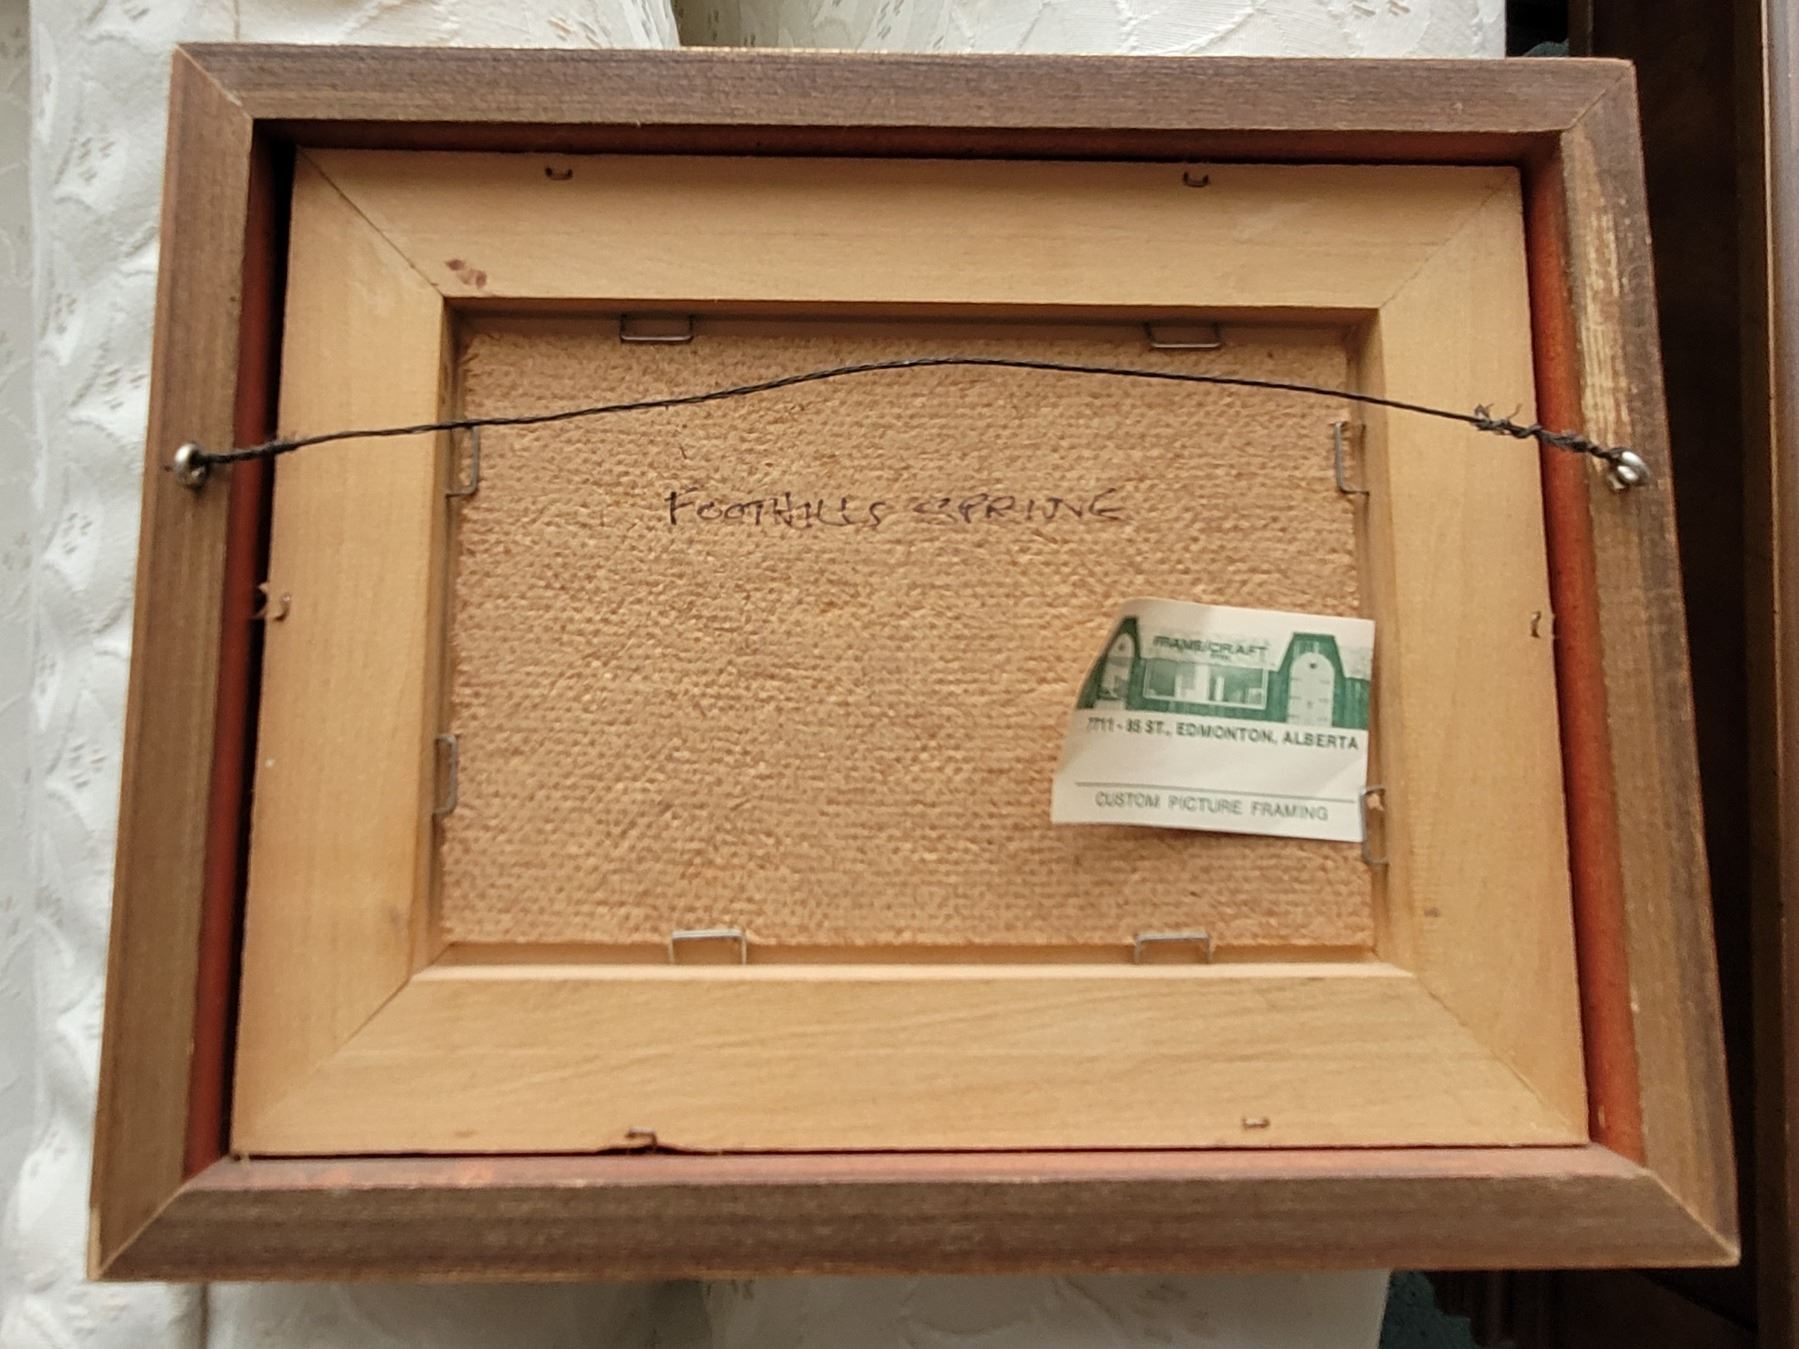 FOOTHILLS SPRING
FRAME/CRAFT
7711 - 85 ST., EDMONTON, ALBERTA
CUSTOM PICTURE FRAMING